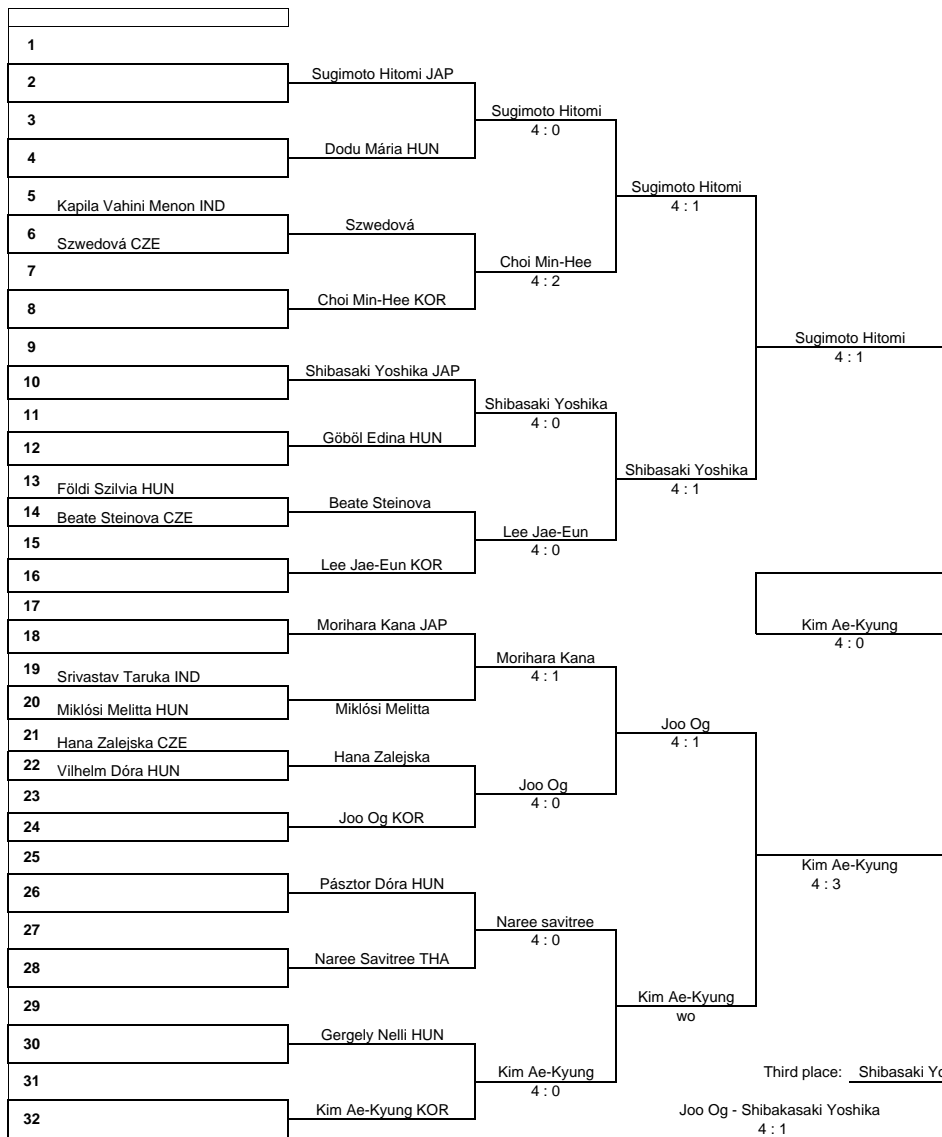 1
Sugimoto Hitomi JAP
2
Sugimoto Hitomi
3
4 : 0
Dodu Mária HUN
4
5
Sugimoto Hitomi
Kapila Vahini Menon IND
4 : 1
Szwedová
6
Szwedová CZE
Choi Min-Hee
7
4 : 2
Choi Min-Hee KOR
8
9
Sugimoto Hitomi
4 : 1
Shibasaki Yoshika JAP
10
Shibasaki Yoshika
11
4 : 0
Göböl Edina HUN
12
Shibasaki Yoshika
13
Földi Szilvia HUN
4 : 1
Beate Steinova
14
Beate Steinova CZE
Lee Jae-Eun
15
4 : 0
Lee Jae-Eun KOR
16
17
Morihara Kana JAP
Kim Ae-Kyung
18
4 : 0
Morihara Kana
19
4 : 1
Srivastav Taruka IND
20
Miklósi Melitta HUN
Miklósi Melitta
Joo Og
21
Hana Zalejska CZE
4 : 1
Hana Zalejska
22
Vilhelm Dóra HUN
Joo Og
23
4 : 0
Joo Og KOR
24
25
Kim Ae-Kyung
4 : 3
Pásztor Dóra HUN
26
Naree savitree
27
4 : 0
Naree Savitree THA
28
Kim Ae-Kyung
29
wo
Gergely Nelli HUN
30
Kim Ae-Kyung
Third place: Shibasaki Yo
31
4 : 0
Kim Ae-Kyung KOR
32
Joo Og - Shibakasaki Yoshika
4 : 1